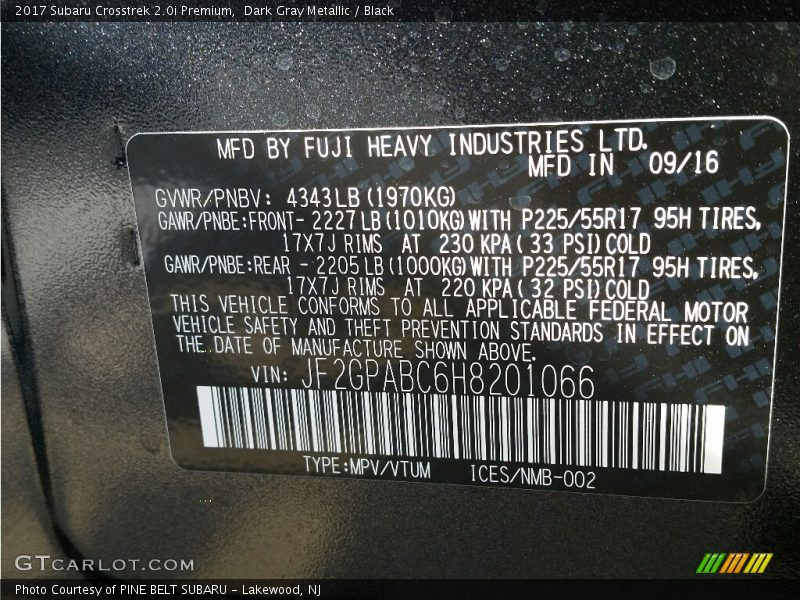 2017 Subaru Crosstrek 2.0i Premium,  Dark Gray Metallic / Black
MFD BY FUJI HEAVY INDUSTRIES LTD.
MFD IN 09/16
GVWR/PNBV: 4343LB(1970KG)
GAWR/PNBE:FRONT- 2227LB(1010KG)WITH P225/55R17 95H TIRES,
17X7J RIMS AT 230 KPA( 33 PSI)COLD
GAWR/PNBE:REAR - 2205LB(1000KG)WITH P225/55R17 95H TIRES,
17X7J RIMS AT 220 KPA( 32 PSI)COLD
THIS VEHICLE CONFORMS TO ALL APPLICABLE FEDERAL MOTOR
VEHICLE SAFETY AND THEFT PREVENTION STANDARDS IN EFFECT ON
THE DATE OF MANUFACTURE SHOWN ABOVE.
VIN: JF2GPABC6H8201066
TYPE:MPV/VTUM ICES/NMB-002
GTCARLOT.COM
Photo Courtesy of PINE BELT SUBARU - Lakewood, NJ